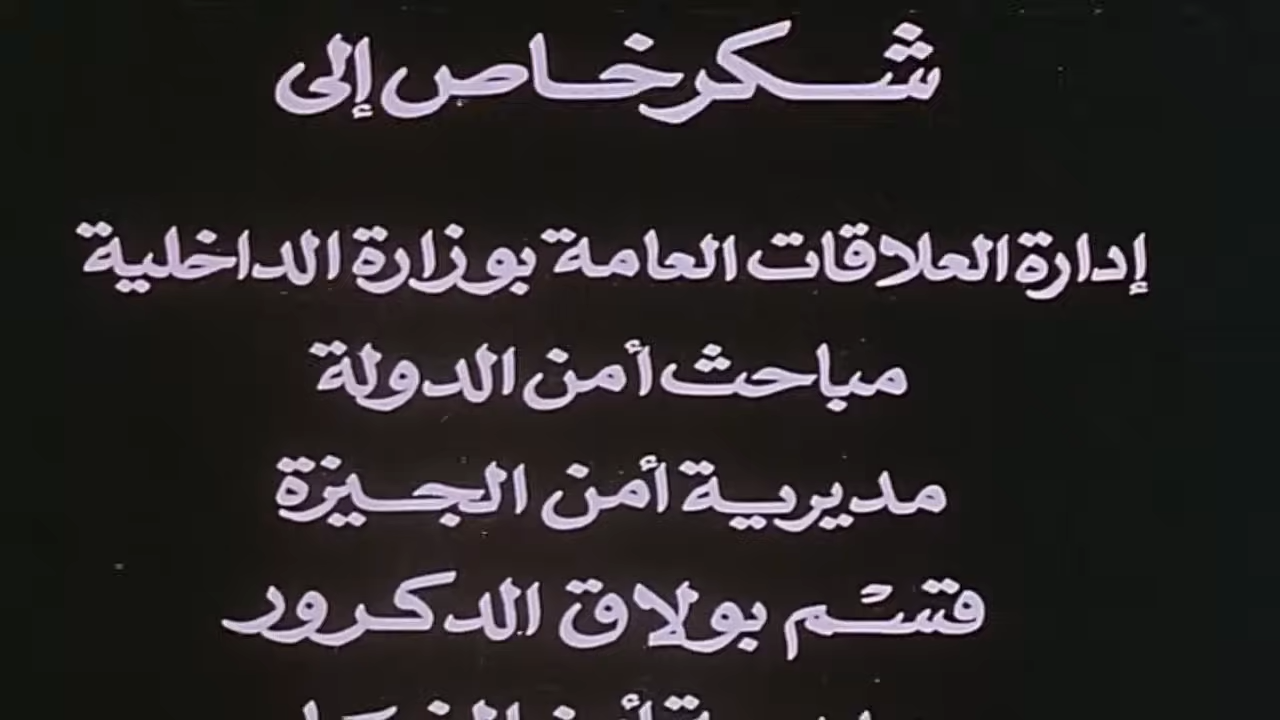 شكر خاص إلى
إدارة العلاقات العامة بوزارة الداخلية
مباحث أمن الدولة
مديرية أمن الجيزة
قسم بولاق الدكرور